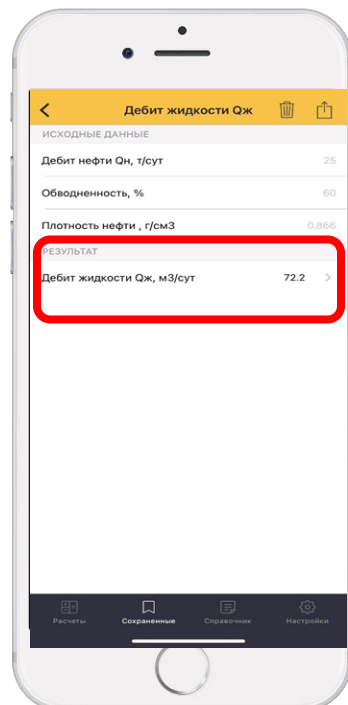 Дебит жидкости Qж
ИСХОДНЫЕ ДАННЫЕ
Дебит нефти Qн, т/сут 25
Обводненность, % 60
Плотность нефти , г/см3 0.866
РЕЗУЛЬТАТ
Дебит жидкости Qж, м3/сут 72.2
Расчеты Сохраненные Справочник Настройки